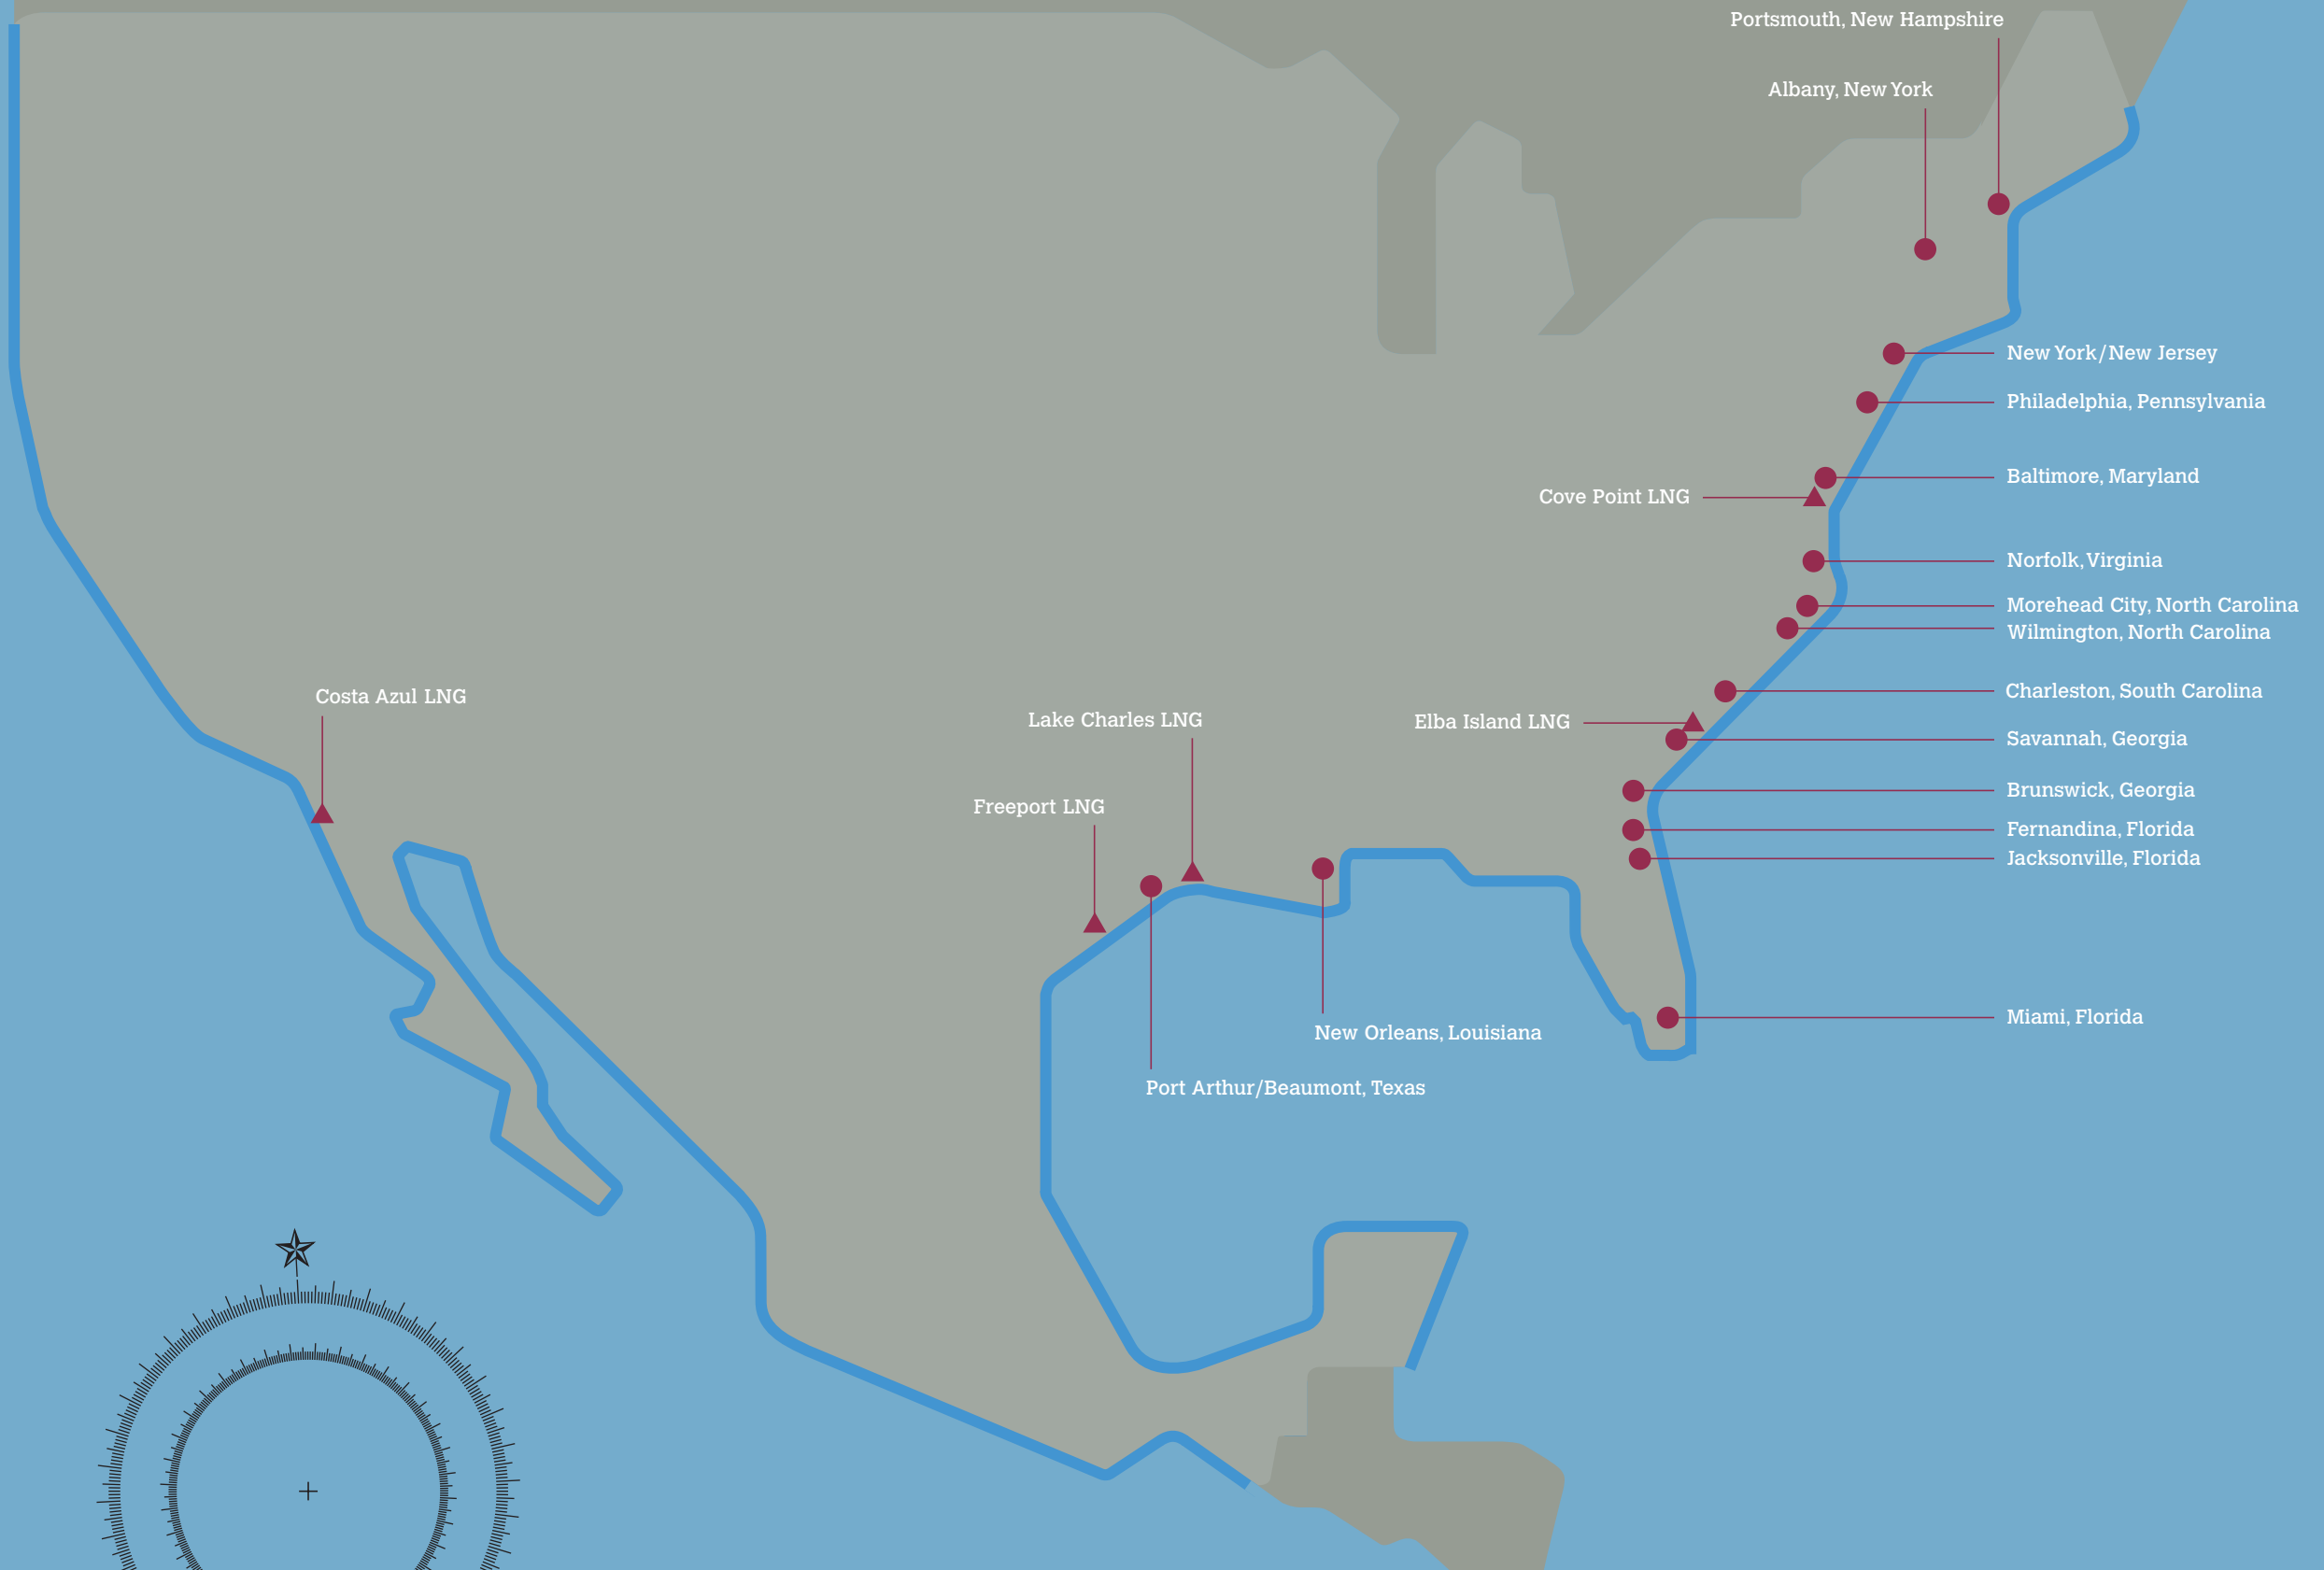 Portsmouth, New Hampshire
Albany, New York
New York/New Jersey
Philadelphia, Pennsylvania
Baltimore, Maryland
Cove Point LNG
Norfolk, Virginia
Morehead City, North Carolina
Wilmington, North Carolina
Costa Azul LNG
Charleston, South Carolina
Lake Charles LNG
Elba Island LNG
Savannah, Georgia
Brunswick, Georgia
Freeport LNG
Fernandina, Florida
Jacksonville, Florida
Miami, Florida
New Orleans, Louisiana
Port Arthur/Beaumont, Texas